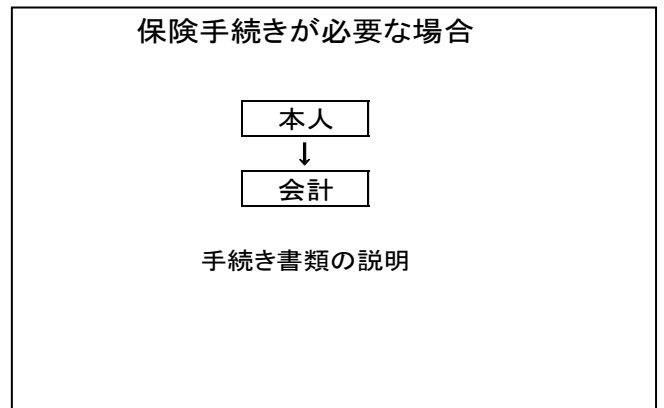 保険手続きが必要な場合
本人
↓
会計
手続き書類の説明